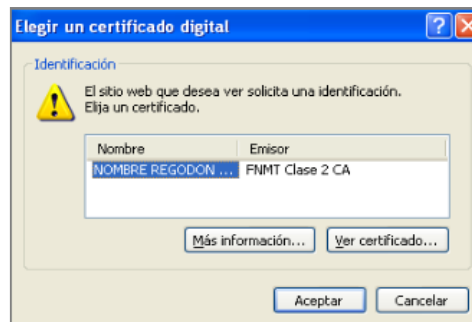 Elegir un certificado digital
Identificación
El sitio web que desea ver solicita una identificación.
Elija un certificado.
Nombre Emisor
NOMBRE REGODON ... FNMT Clase 2 CA
Más información... Ver certificado...
Aceptar Cancelar